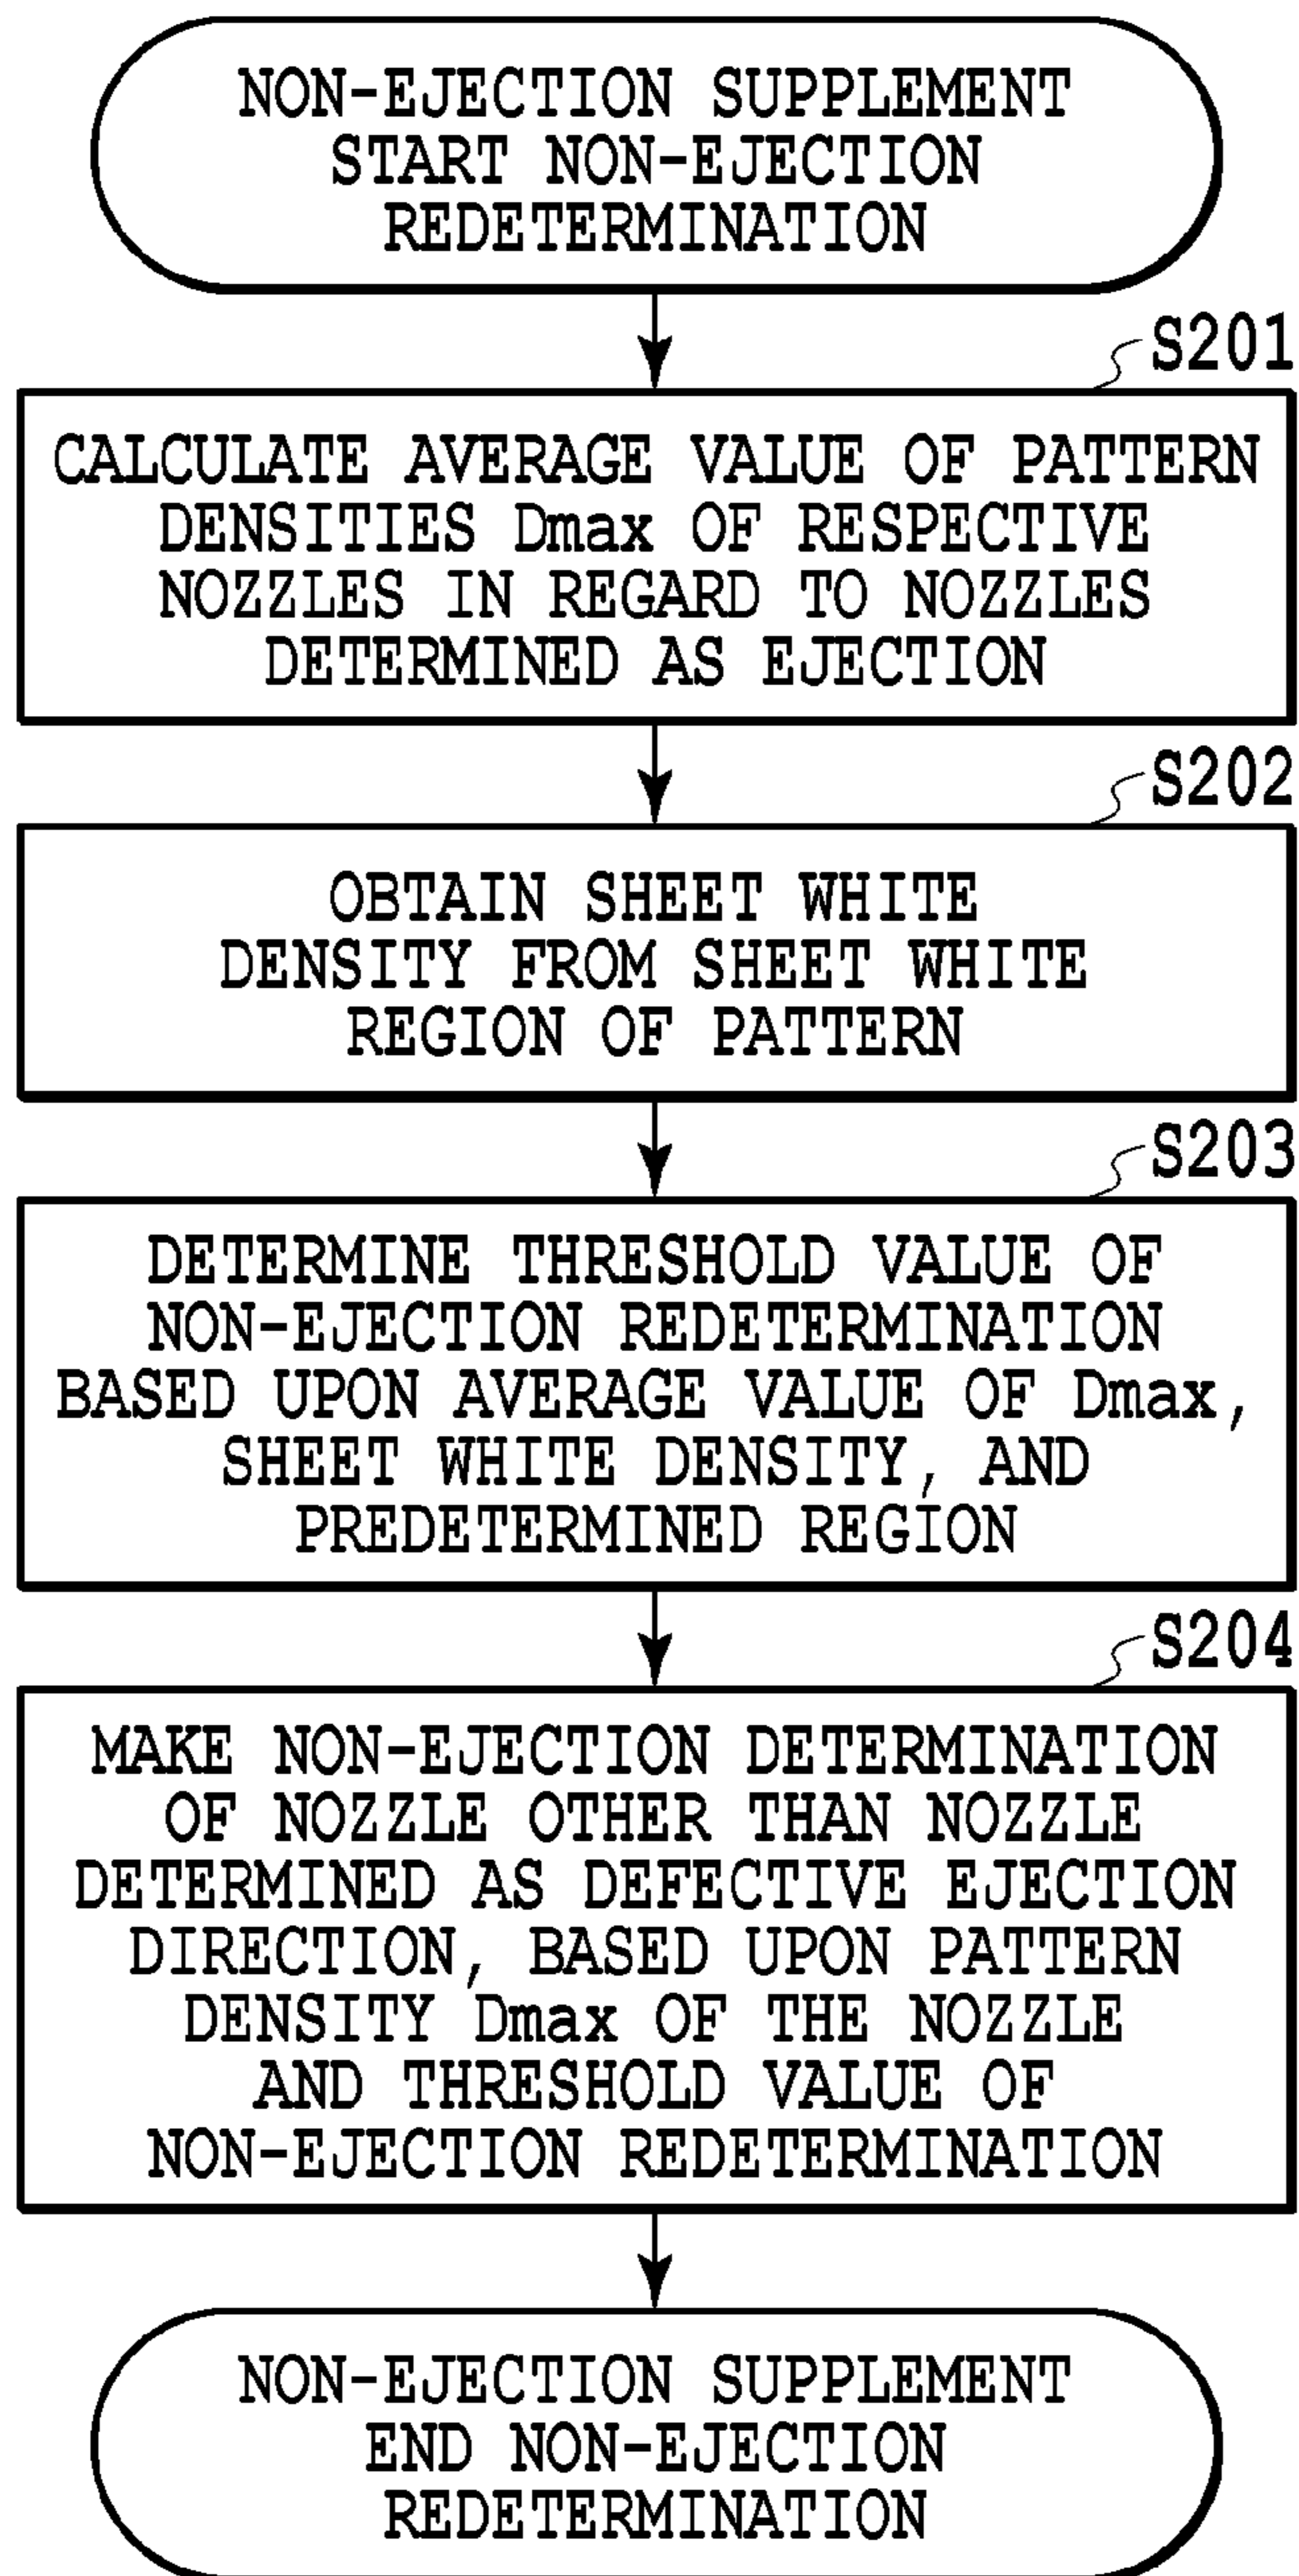 NON-EJECTION SUPPLEMENT
START NON-EJECTION
REDETERMINATION
S201
CALCULATE AVERAGE VALUE OF PATTERN
DENSITIES Dmax OF RESPECTIVE
NOZZLES IN REGARD TO NOZZLES
DETERMINED AS EJECTION
S202
OBTAIN SHEET WHITE
DENSITY FROM SHEET WHITE
REGION OF PATTERN
S203
DETERMINE THRESHOLD VALUE OF
NON-EJECTION REDETERMINATION
BASED UPON AVERAGE VALUE OF Dmax,
SHEET WHITE DENSITY, AND
PREDETERMINED REGION
S204
MAKE NON-EJECTION DETERMINATION
OF NOZZLE OTHER THAN NOZZLE
DETERMINED AS DEFECTIVE EJECTION
DIRECTION, BASED UPON PATTERN
DENSITY Dmax OF THE NOZZLE
AND THRESHOLD VALUE OF
NON-EJECTION REDETERMINATION
NON-EJECTION SUPPLEMENT
END NON-EJECTION
REDETERMINATION